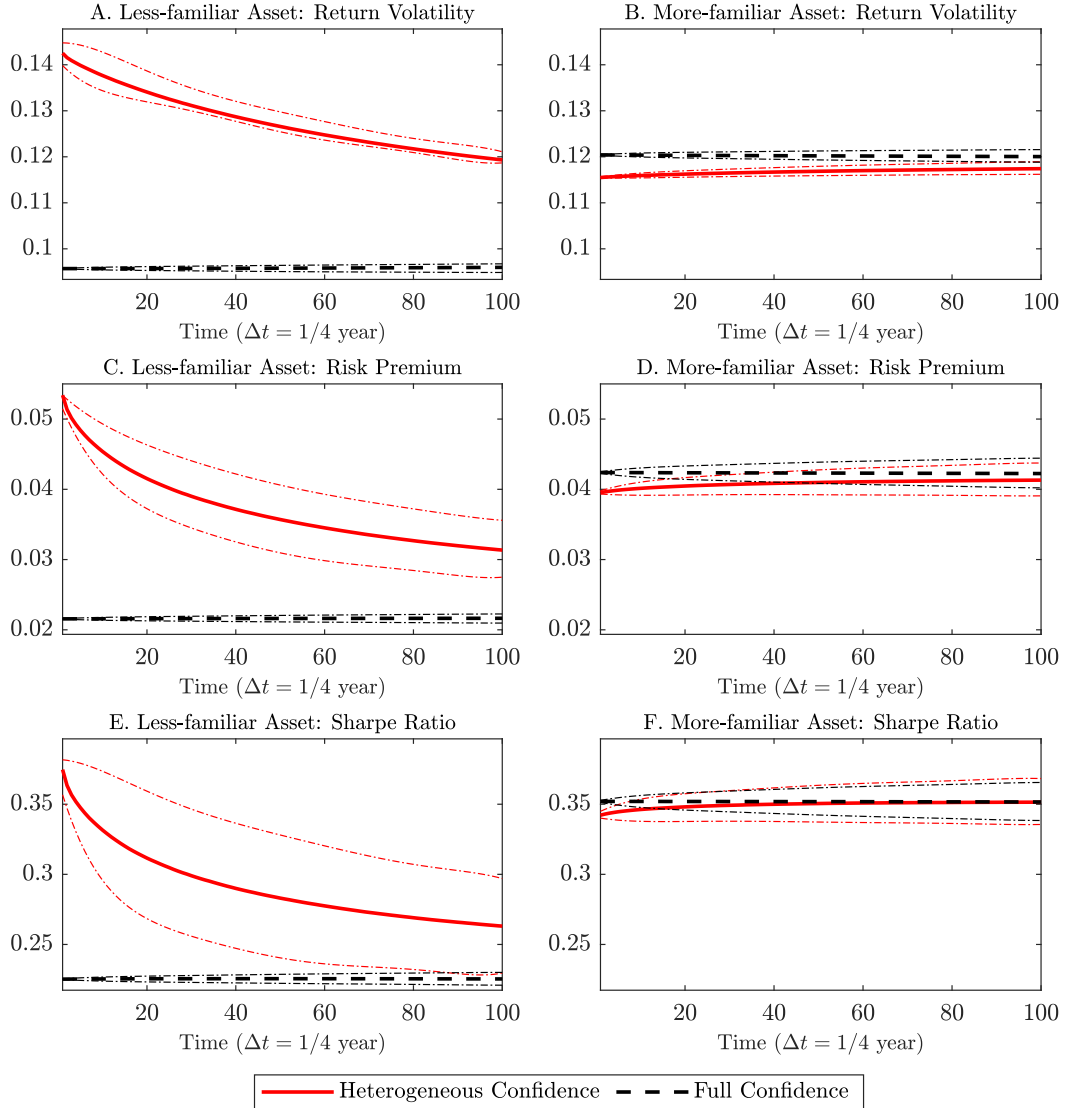 A. Less-familiar Asset: Return Volatility
0.14
0.13
0.12
0.11
0.1
20 40 60 80 100
Time (Δt = 1/4 year)
B. More-familiar Asset: Return Volatility
0.14
0.13
0.12
0.11
0.1
20 40 60 80 100
Time (Δt = 1/4 year)
C. Less-familiar Asset: Risk Premium
0.05
0.04
0.03
0.02
20 40 60 80 100
Time (Δt = 1/4 year)
D. More-familiar Asset: Risk Premium
0.05
0.04
0.03
0.02
20 40 60 80 100
Time (Δt = 1/4 year)
E. Less-familiar Asset: Sharpe Ratio
0.35
0.3
0.25
20 40 60 80 100
Time (Δt = 1/4 year)
F. More-familiar Asset: Sharpe Ratio
0.35
0.3
0.25
20 40 60 80 100
Time (Δt = 1/4 year)
Heterogeneous Confidence
Full Confidence